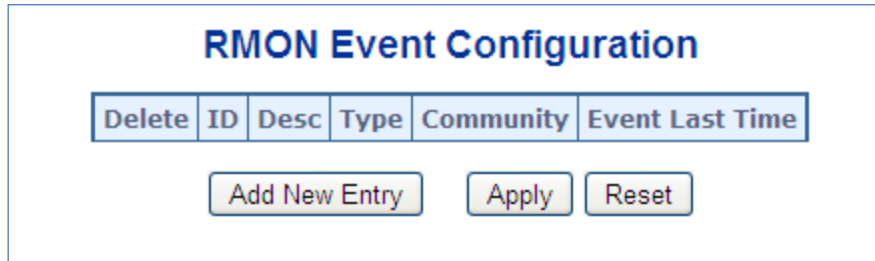 RMON Event Configuration
Delete ID Desc Type Community Event Last Time
Add New Entry Apply Reset